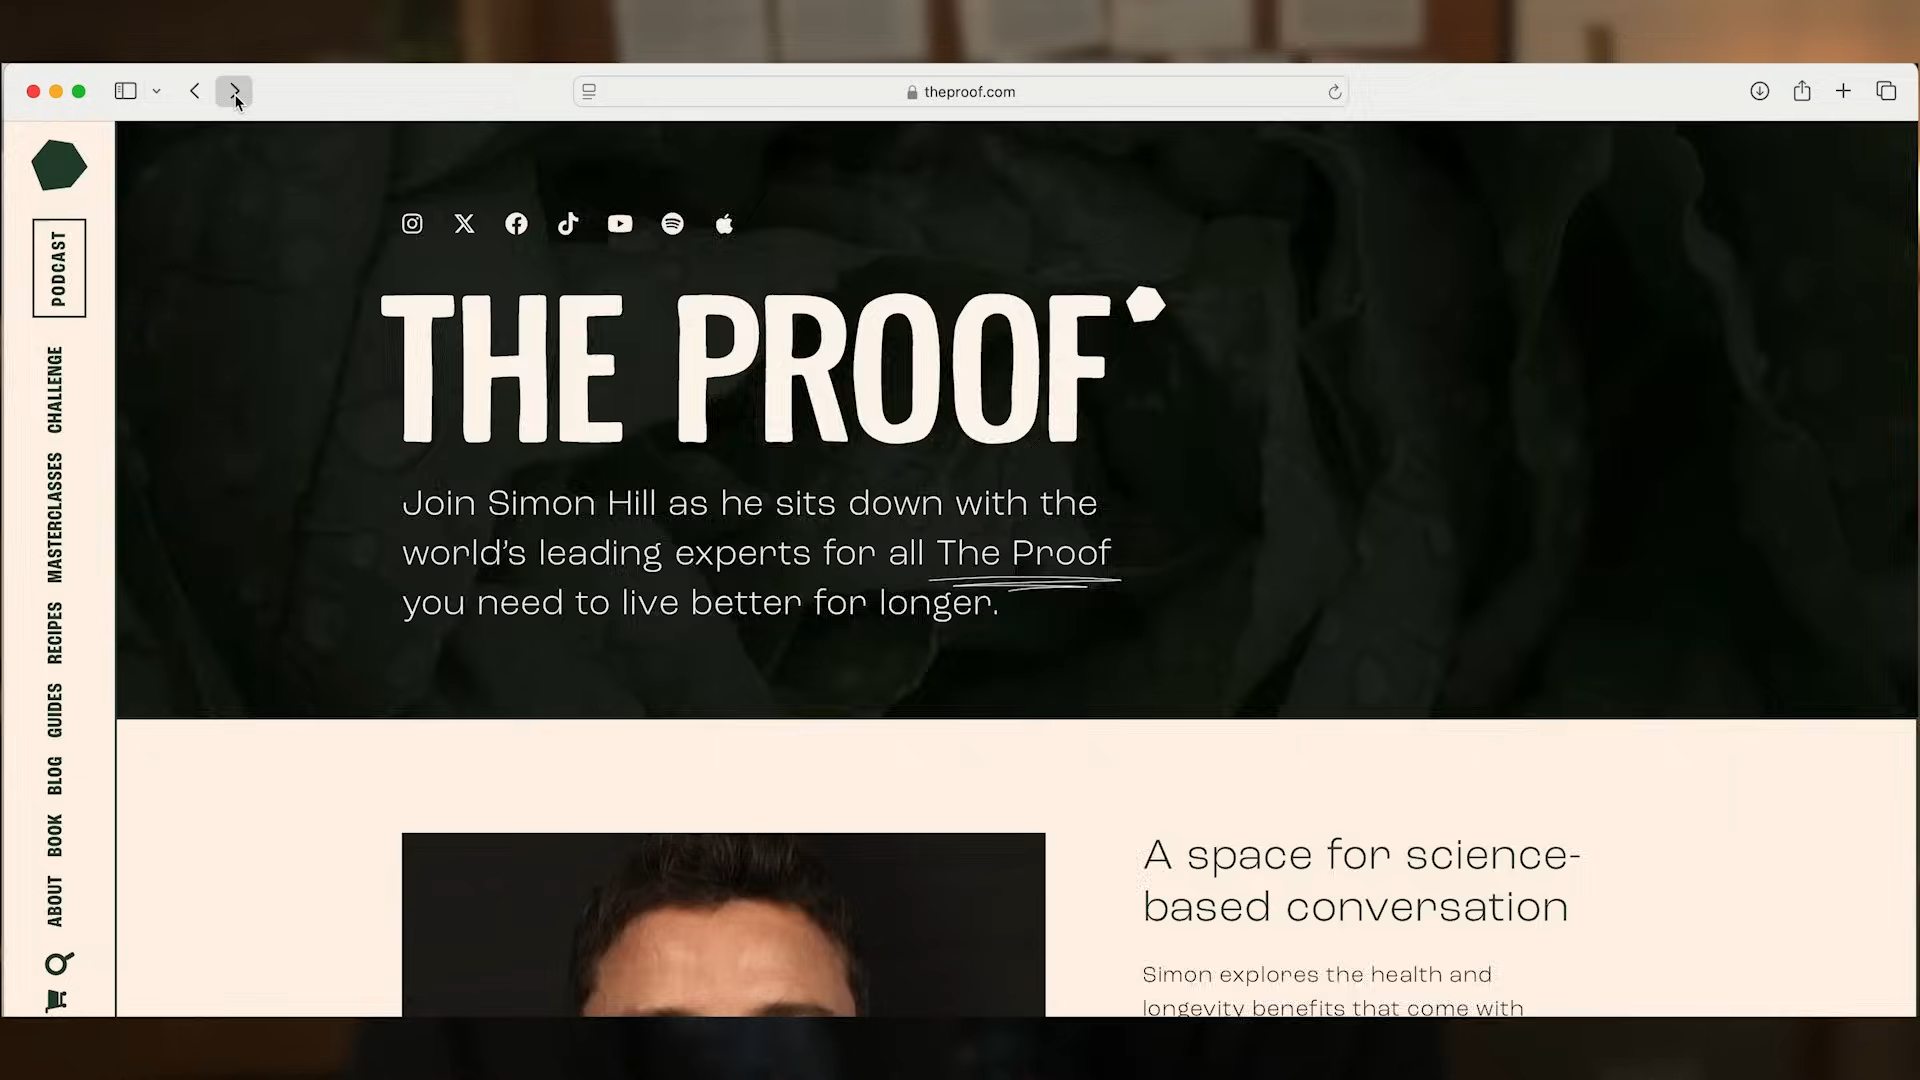 theproof.com
PODCAST
CHALLENGE
MASTERCLASSES
RECIPES
GUIDES
BLOG
BOOK
ABOUT
THE PROOF
Join Simon Hill as he sits down with the
world's leading experts for all The Proof
you need to live better for longer.
A space for science-
based conversation
Simon explores the health and
longevity benefits that come with